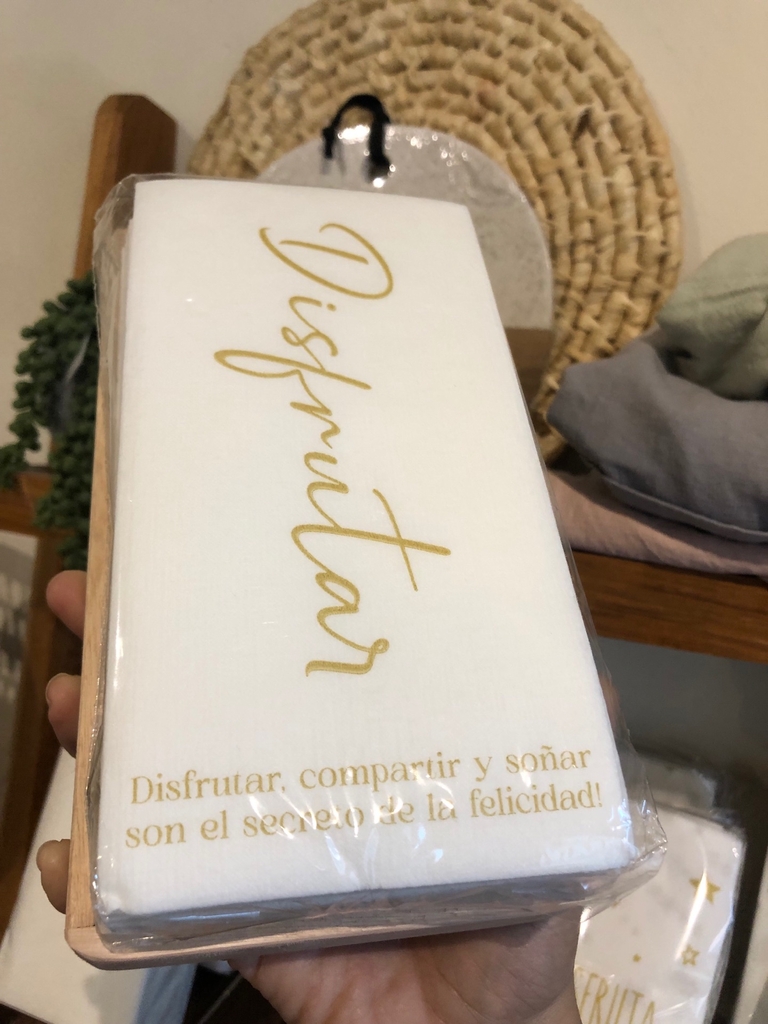 Disfrutar
Disfrutar, compartir y soñar
son el secreto de la felicidad!